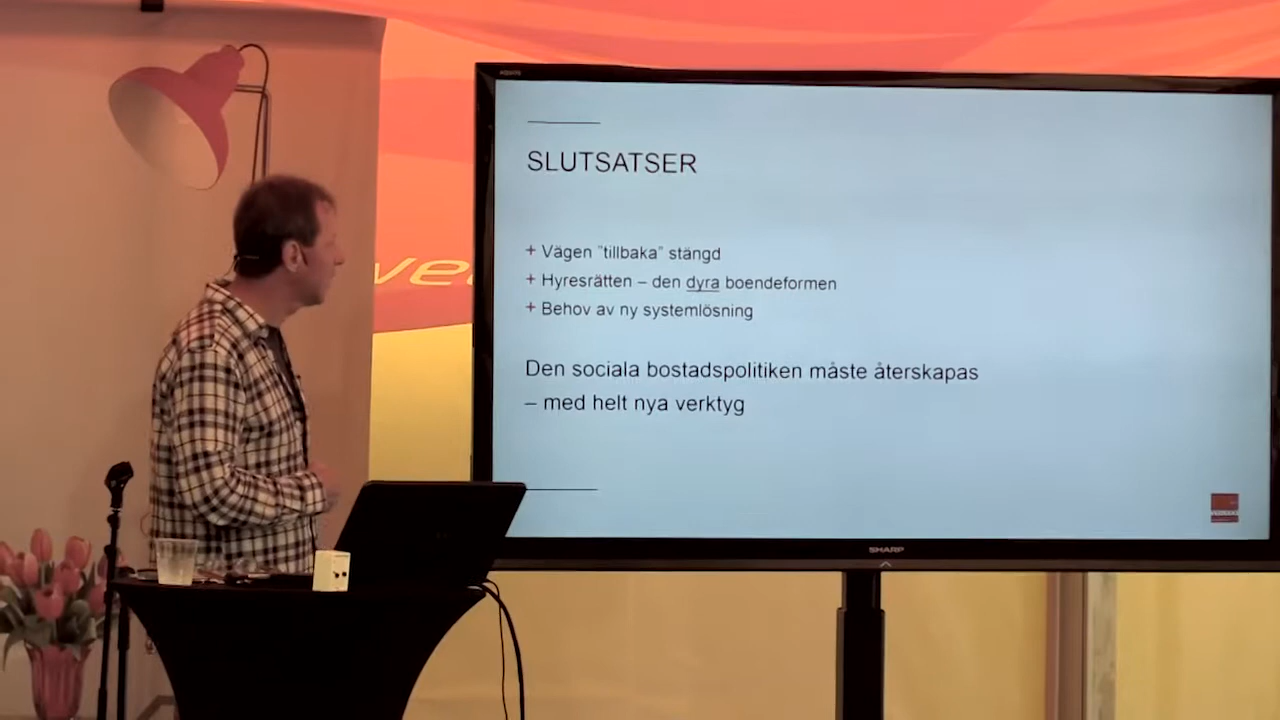 SLUTSATSER
+ Vägen "tillbaka" stängd
+ Hyresrätten – den dyra boendeformen
+ Behov av ny systemlösning
Den sociala bostadspolitiken måste återskapas
– med helt nya verktyg
SHARP